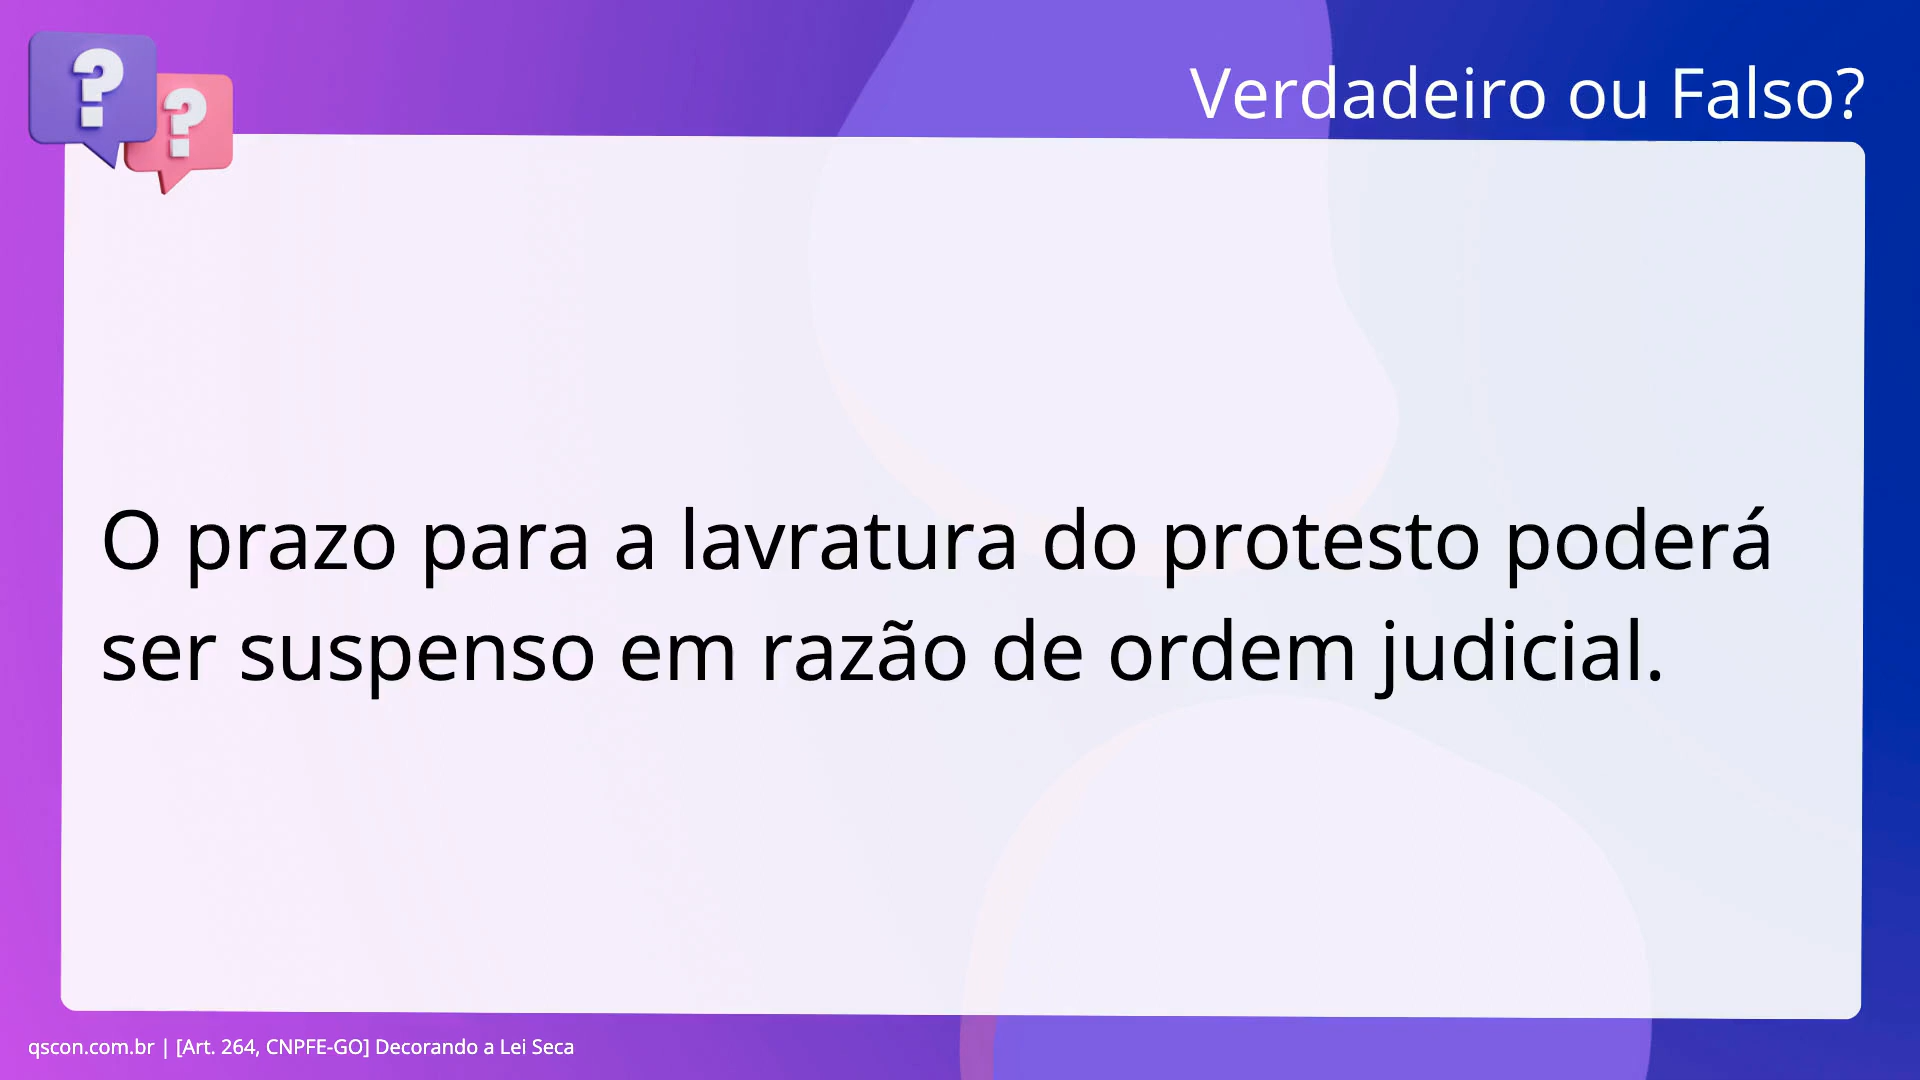 Verdadeiro ou Falso?
O prazo para a lavratura do protesto poderá
ser suspenso em razão de ordem judicial.
qscon.com.br | [Art. 264, CNPFE-GO] Decorando a Lei Seca